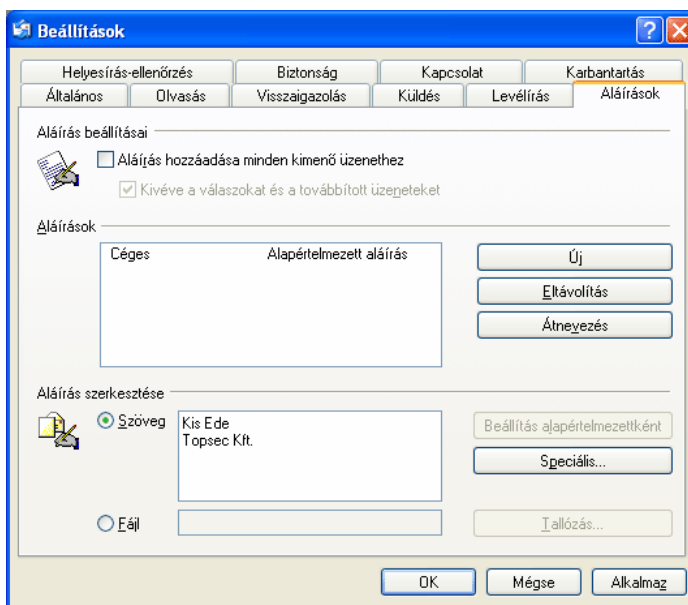 Beállítások
Helyesírás-ellenőrzés Biztonság Kapcsolat Karbantartás
Általános Olvasás Visszaigazolás Küldés Levélírás Aláírások
Aláírás beállításai
Aláírás hozzáadása minden kimenő üzenethez
Kivéve a válaszokat és a továbbított üzeneteket
Aláírások
Céges Alapértelmezett aláírás
Új
Eltávolítás
Átnevezés
Aláírás szerkesztése
Szöveg Kis Ede
Topsec Kft.
Beállítás alapértelmezettként
Speciális...
Fájl Tallózás...
OK Mégse Alkalmaz